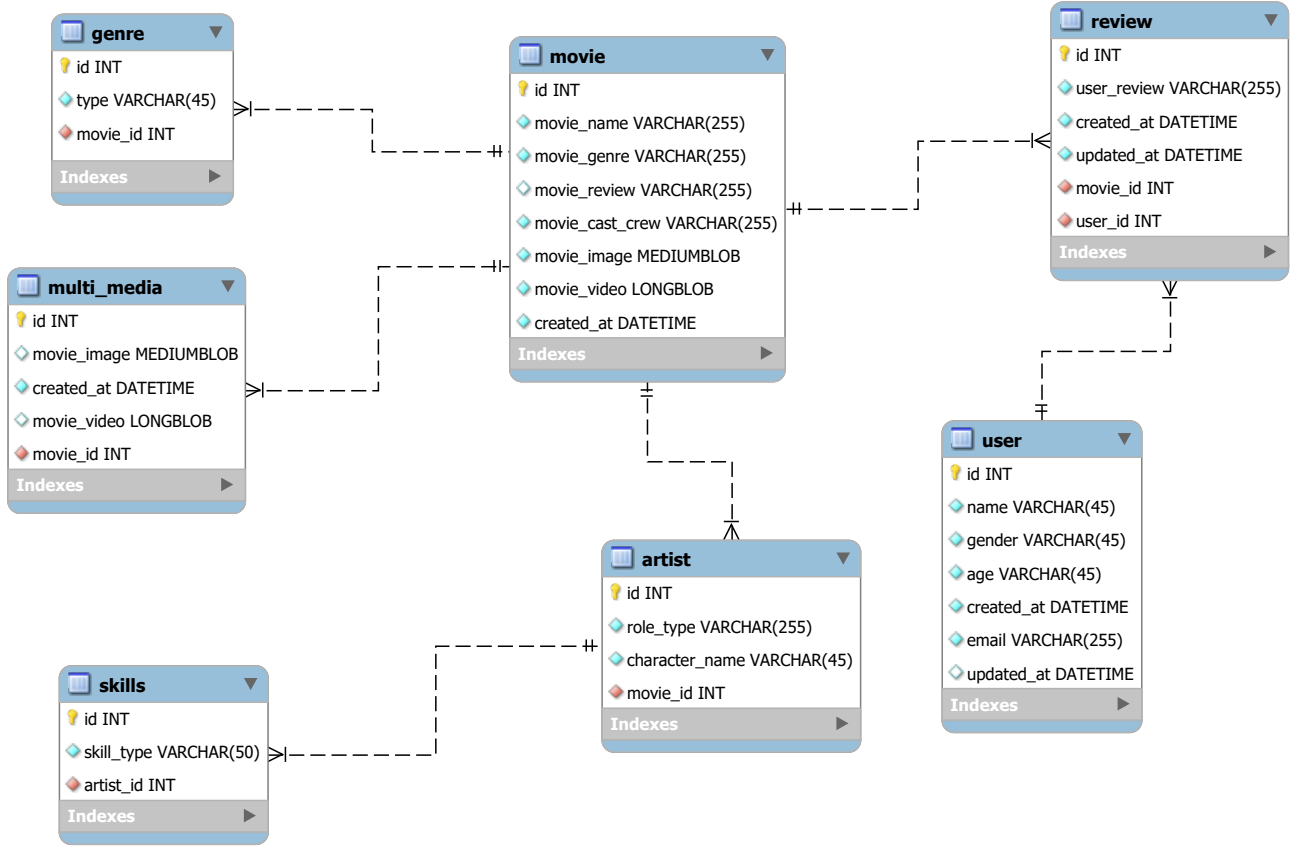 genre
id INT
type VARCHAR(45)
movie_id INT
Indexes
movie
id INT
movie_name VARCHAR(255)
movie_genre VARCHAR(255)
movie_review VARCHAR(255)
movie_cast_crew VARCHAR(255)
movie_image MEDIUMBLOB
movie_video LONGBLOB
created_at DATETIME
Indexes
review
id INT
user_review VARCHAR(255)
created_at DATETIME
updated_at DATETIME
movie_id INT
user_id INT
Indexes
multi_media
id INT
movie_image MEDIUMBLOB
created_at DATETIME
movie_video LONGBLOB
movie_id INT
Indexes
user
id INT
name VARCHAR(45)
gender VARCHAR(45)
age VARCHAR(45)
created_at DATETIME
email VARCHAR(255)
updated_at DATETIME
Indexes
artist
id INT
role_type VARCHAR(255)
character_name VARCHAR(45)
movie_id INT
Indexes
skills
id INT
skill_type VARCHAR(50)
artist_id INT
Indexes